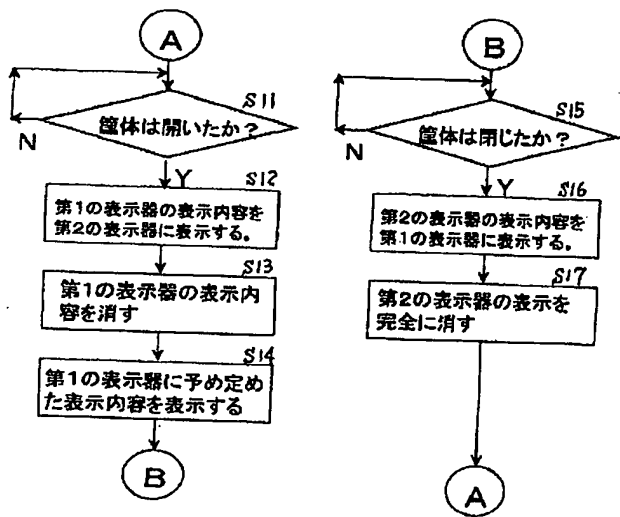 A
S11
筐体は開いたか？
N
Y
S12
第1の表示器の表示内容を
第2の表示器に表示する。
S13
第1の表示器の表示内
容を消す
S14
第1の表示器に予め定め
た表示内容を表示する
B
B
S15
筐体は閉じたか？
N
Y
S16
第2の表示器の表示内容を
第1の表示器に表示する。
S17
第2の表示器の表示を
完全に消す
A